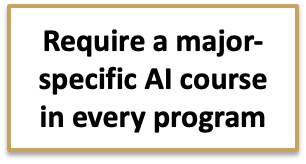 Require a major-
specific AI course
in every program